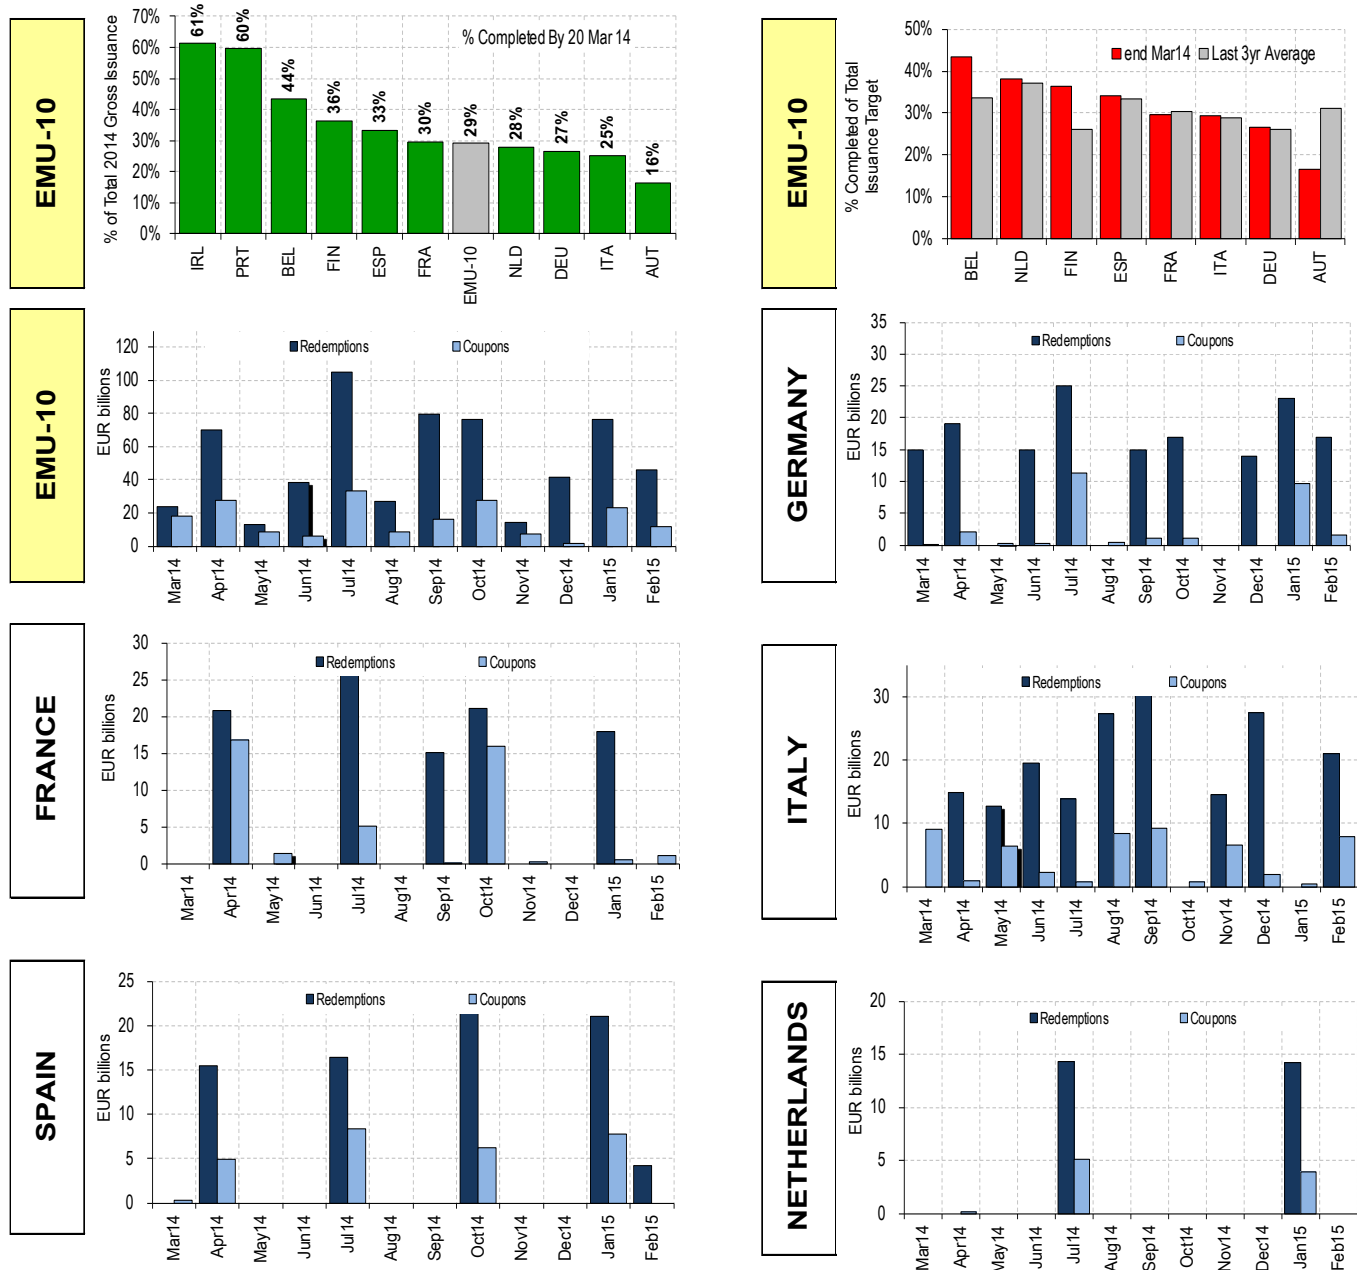 EMU-10
% of Total 2014 Gross Issuance
70%
60%
50%
40%
30%
20%
10%
0%
% Completed By 20 Mar 14
61%
60%
44%
36%
33%
30%
29%
28%
27%
25%
16%
IRL
PRT
BEL
FIN
ESP
FRA
EMU-10
NLD
DEU
ITA
AUT
EMU-10
% Completed of Total
Issuance Target
50%
40%
30%
20%
10%
0%
end Mar14
Last 3yr Average
BEL
NLD
FIN
ESP
FRA
ITA
DEU
AUT
EMU-10
EUR billions
120
100
80
60
40
20
0
Redemptions
Coupons
Mar14
Apr14
May14
Jun14
Jul14
Aug14
Sep14
Oct14
Nov14
Dec14
Jan15
Feb15
GERMANY
EUR billions
35
30
25
20
15
10
5
0
Redemptions
Coupons
Mar14
Apr14
May14
Jun14
Jul14
Aug14
Sep14
Oct14
Nov14
Dec14
Jan15
Feb15
FRANCE
EUR billions
30
25
20
15
10
5
0
Redemptions
Coupons
Mar14
Apr14
May14
Jun14
Jul14
Aug14
Sep14
Oct14
Nov14
Dec14
Jan15
Feb15
ITALY
EUR billions
30
20
10
0
Redemptions
Coupons
Mar14
Apr14
May14
Jun14
Jul14
Aug14
Sep14
Oct14
Nov14
Dec14
Jan15
Feb15
SPAIN
EUR billions
25
20
15
10
5
0
Redemptions
Coupons
Mar14
Apr14
May14
Jun14
Jul14
Aug14
Sep14
Oct14
Nov14
Dec14
Jan15
Feb15
NETHERLANDS
EUR billions
20
15
10
5
0
Redemptions
Coupons
Mar14
Apr14
May14
Jun14
Jul14
Aug14
Sep14
Oct14
Nov14
Dec14
Jan15
Feb15